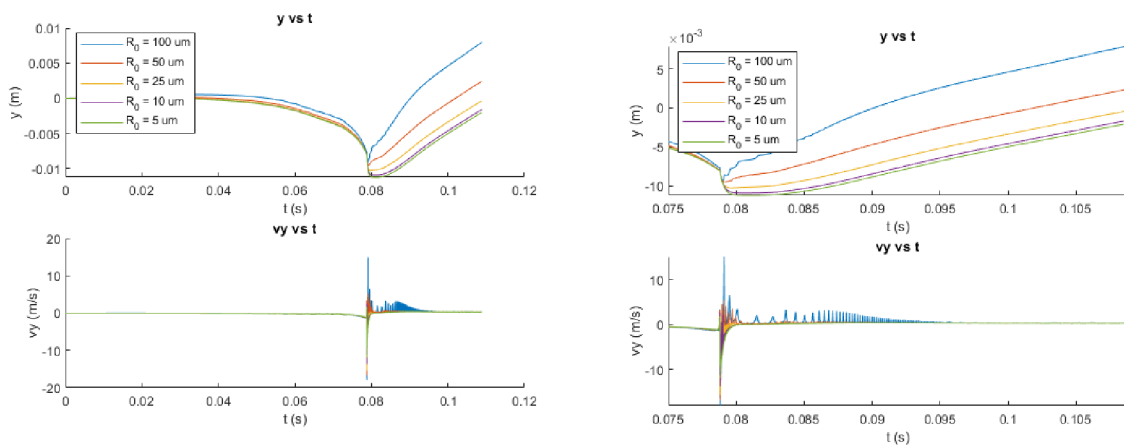 y vs t
0.01
0.005
0
-0.005
-0.01
y (m)
R0 = 100 um
R0 = 50 um
R0 = 25 um
R0 = 10 um
R0 = 5 um
0 0.02 0.04 0.06 0.08 0.1 0.12
t (s)
vy vs t
20
10
0
-10
-20
vy (m/s)
0 0.02 0.04 0.06 0.08 0.1 0.12
t (s)
×10-3
y vs t
5
0
-5
-10
y (m)
R0 = 100 um
R0 = 50 um
R0 = 25 um
R0 = 10 um
R0 = 5 um
0.075 0.08 0.085 0.09 0.095 0.1 0.105
t (s)
vy vs t
10
0
-10
vy (m/s)
0.075 0.08 0.085 0.09 0.095 0.1 0.105
t (s)